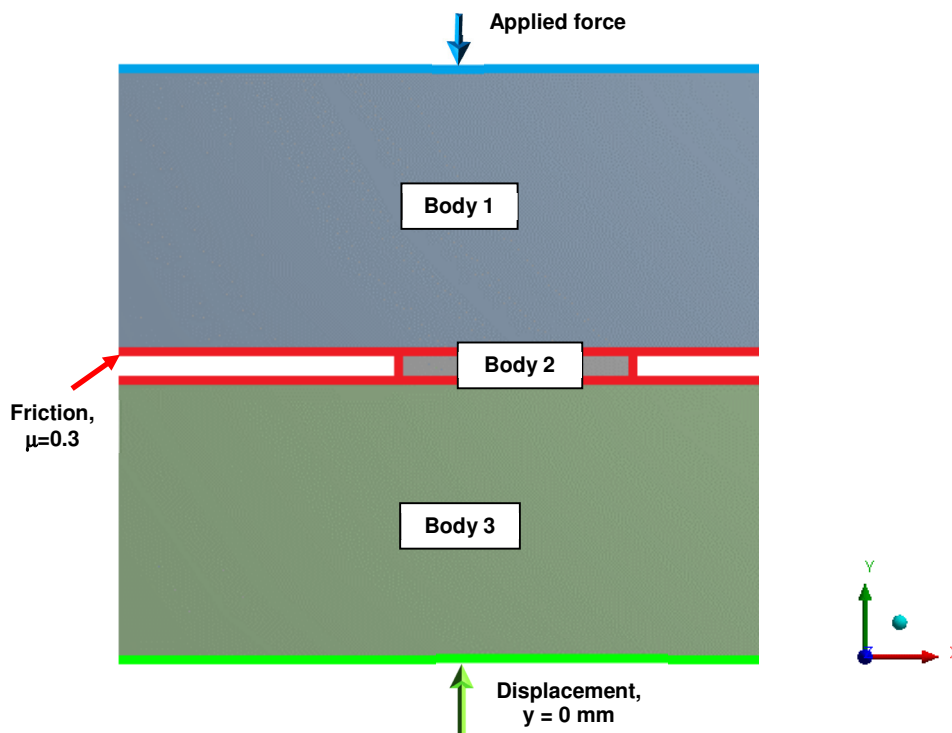 Applied force
Body 1
Body 2
Friction,
μ=0.3
Body 3
Y
X
Displacement,
y = 0 mm